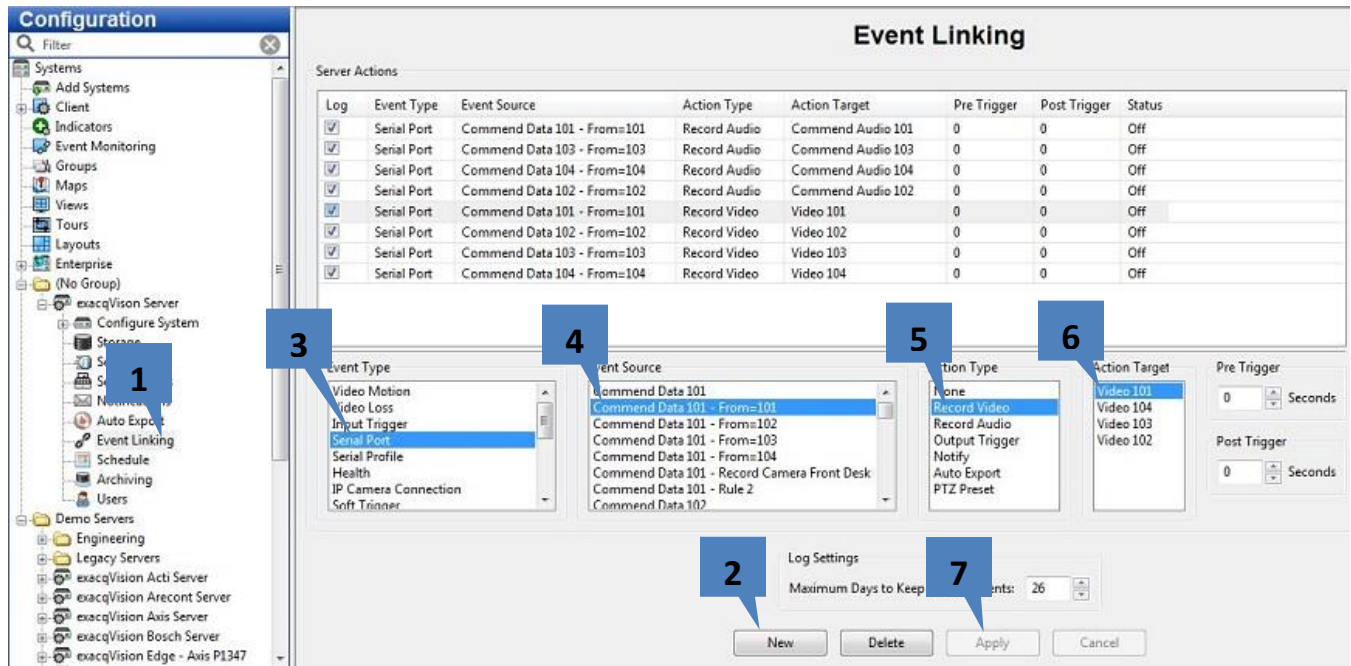 Configuration
Filter
Systems
Add Systems
Client
Indicators
Event Monitoring
Groups
Maps
Views
Tours
Layouts
Enterprise
(No Group)
exacqVison Server
Configure System
Storage
1
Auto Export
Event Linking
Schedule
Archiving
Users
Demo Servers
Engineering
Legacy Servers
exacqVision Acti Server
exacqVision Arecont Server
exacqVision Axis Server
exacqVision Bosch Server
exacqVision Edge - Axis P1347
Event Linking
Server Actions
Log Event Type Event Source Action Type Action Target Pre Trigger Post Trigger Status
Serial Port Commend Data 101 - From=101 Record Audio Commend Audio 101 0 0 Off
Serial Port Commend Data 103 - From=103 Record Audio Commend Audio 103 0 0 Off
Serial Port Commend Data 104 - From=104 Record Audio Commend Audio 104 0 0 Off
Serial Port Commend Data 102 - From=102 Record Audio Commend Audio 102 0 0 Off
Serial Port Commend Data 101 - From=101 Record Video Video 101 0 0 Off
Serial Port Commend Data 102 - From=102 Record Video Video 102 0 0 Off
Serial Port Commend Data 103 - From=103 Record Video Video 103 0 0 Off
Serial Port Commend Data 104 - From=104 Record Video Video 104 0 0 Off
3
Event Type
Video Motion
Video Loss
Input Trigger
Serial Port
Serial Profile
Health
IP Camera Connection
Soft Trigger
4
Event Source
Commend Data 101
Commend Data 101 - From=101
Commend Data 101 - From=102
Commend Data 101 - From=103
Commend Data 101 - From=104
Commend Data 101 - Record Camera Front Desk
Commend Data 101 - Rule 2
Commend Data 102
5
Action Type
None
Record Video
Record Audio
Output Trigger
Notify
Auto Export
PTZ Preset
6
Action Target
Video 101
Video 104
Video 103
Video 102
Pre Trigger
0 Seconds
Post Trigger
0 Seconds
Log Settings
Maximum Days to Keep 26
2
7
New Delete Apply Cancel